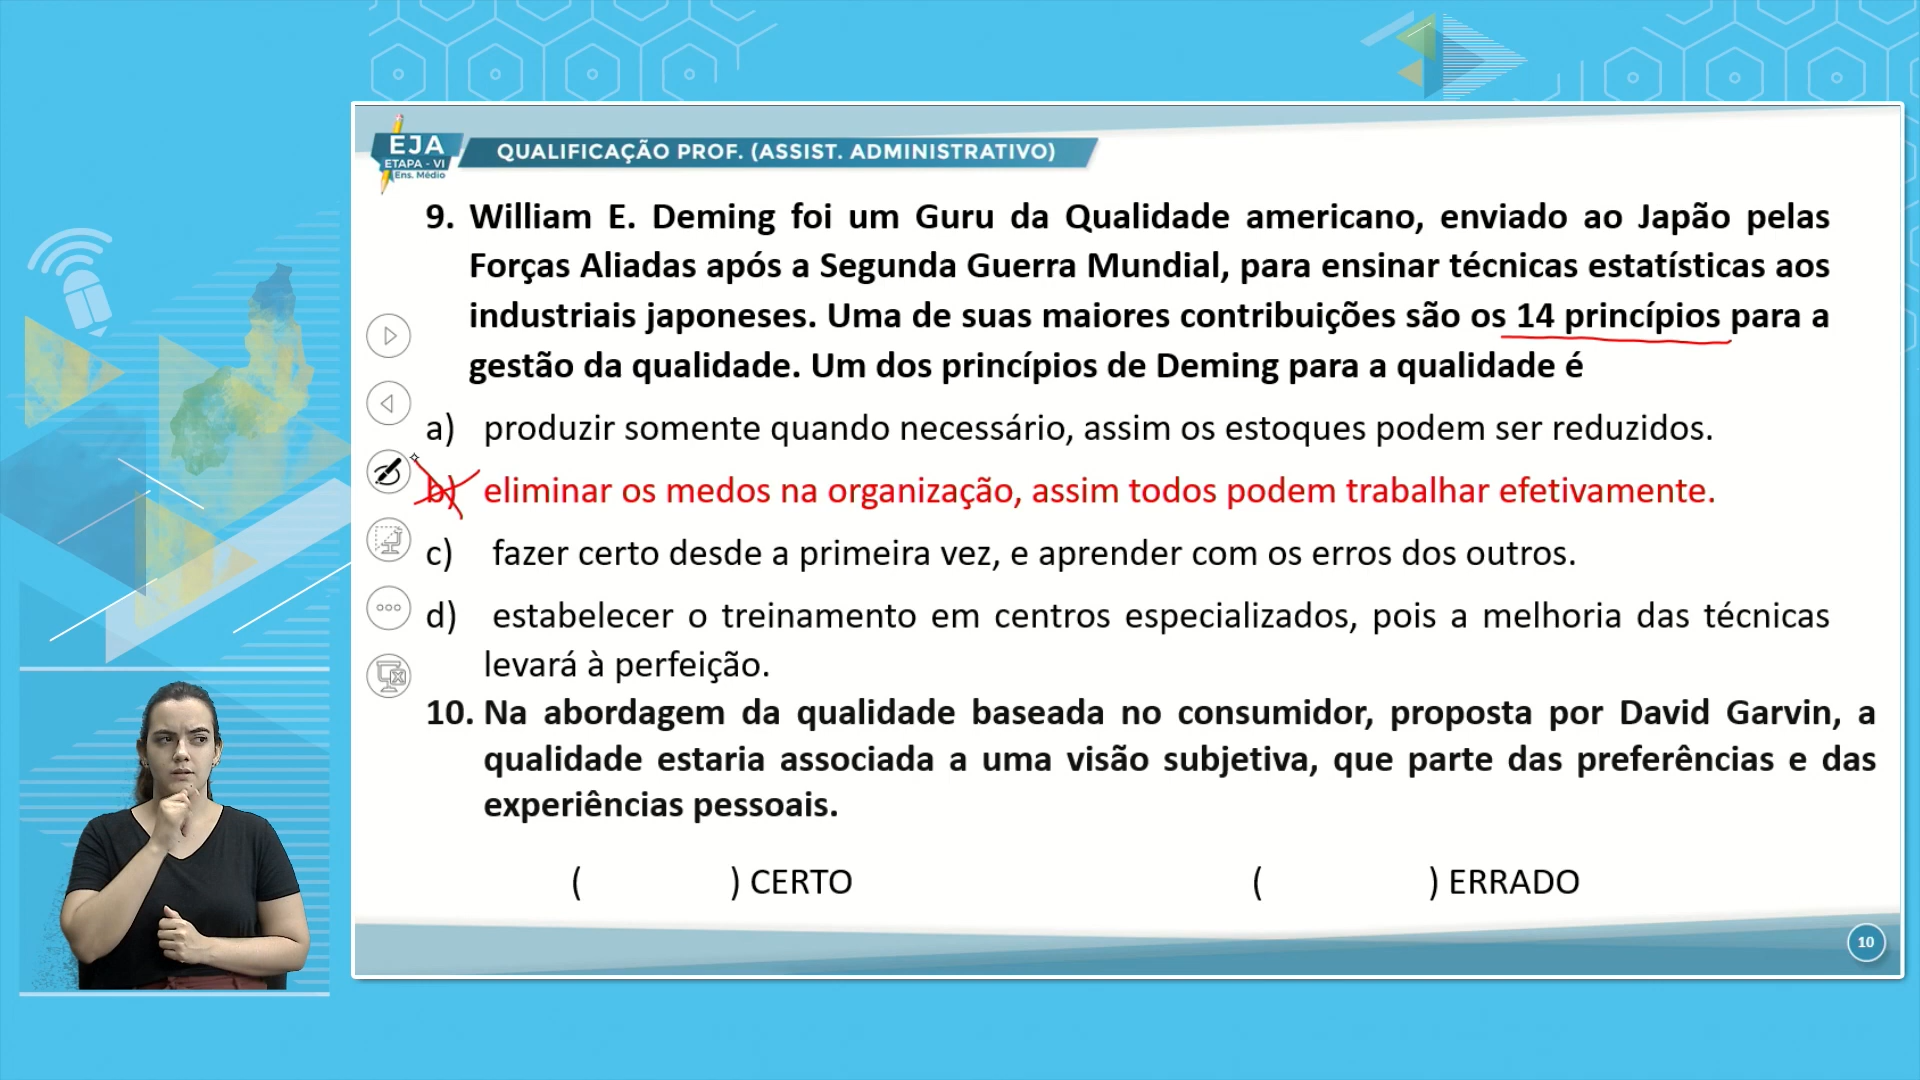 EJA
ETAPA - VI
Ens. Médio
QUALIFICAÇÃO PROF. (ASSIST. ADMINISTRATIVO)
9. William E. Deming foi um Guru da Qualidade americano, enviado ao Japão pelas
Forças Aliadas após a Segunda Guerra Mundial, para ensinar técnicas estatísticas aos
industriais japoneses. Uma de suas maiores contribuições são os 14 princípios para a
gestão da qualidade. Um dos princípios de Deming para a qualidade é
a) produzir somente quando necessário, assim os estoques podem ser reduzidos.
b) eliminar os medos na organização, assim todos podem trabalhar efetivamente.
c) fazer certo desde a primeira vez, e aprender com os erros dos outros.
d) estabelecer o treinamento em centros especializados, pois a melhoria das técnicas
levará à perfeição.
10. Na abordagem da qualidade baseada no consumidor, proposta por David Garvin, a
qualidade estaria associada a uma visão subjetiva, que parte das preferências e das
experiências pessoais.
( ) CERTO ( ) ERRADO
10